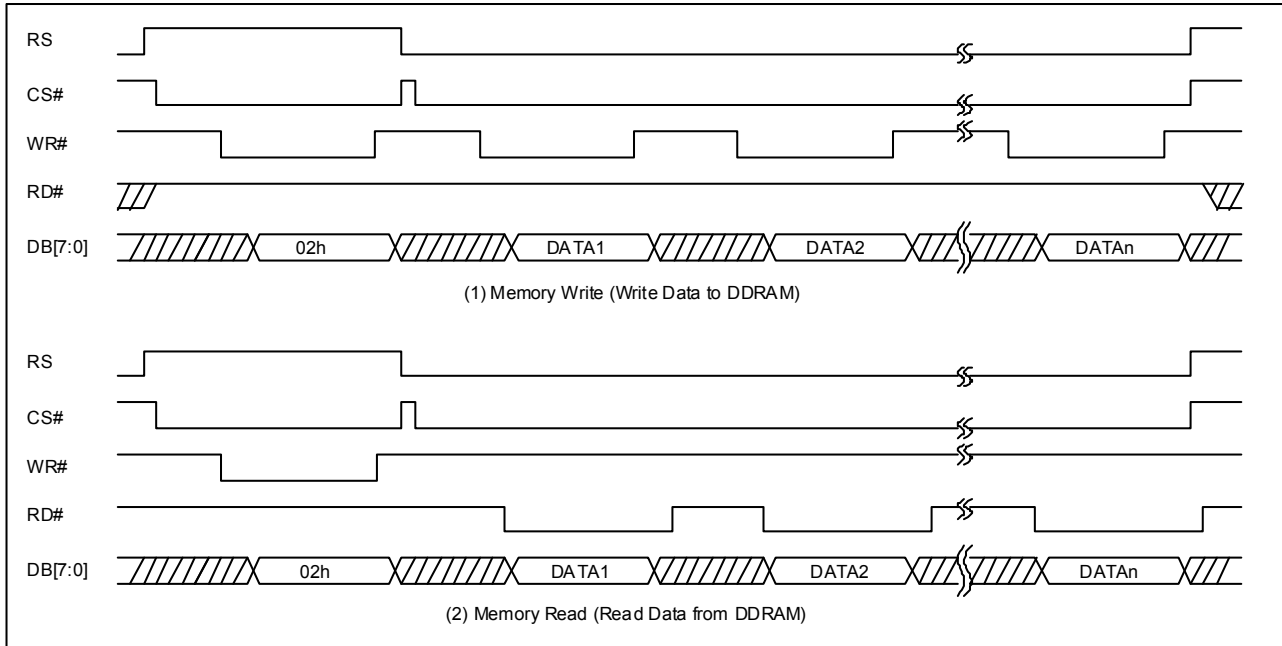 RS
CS#
WR#
RD#
DB[7:0] 02h DATA1 DATA2 DATAn
(1) Memory Write (Write Data to DDRAM)
RS
CS#
WR#
RD#
DB[7:0] 02h DATA1 DATA2 DATAn
(2) Memory Read (Read Data from DDRAM)